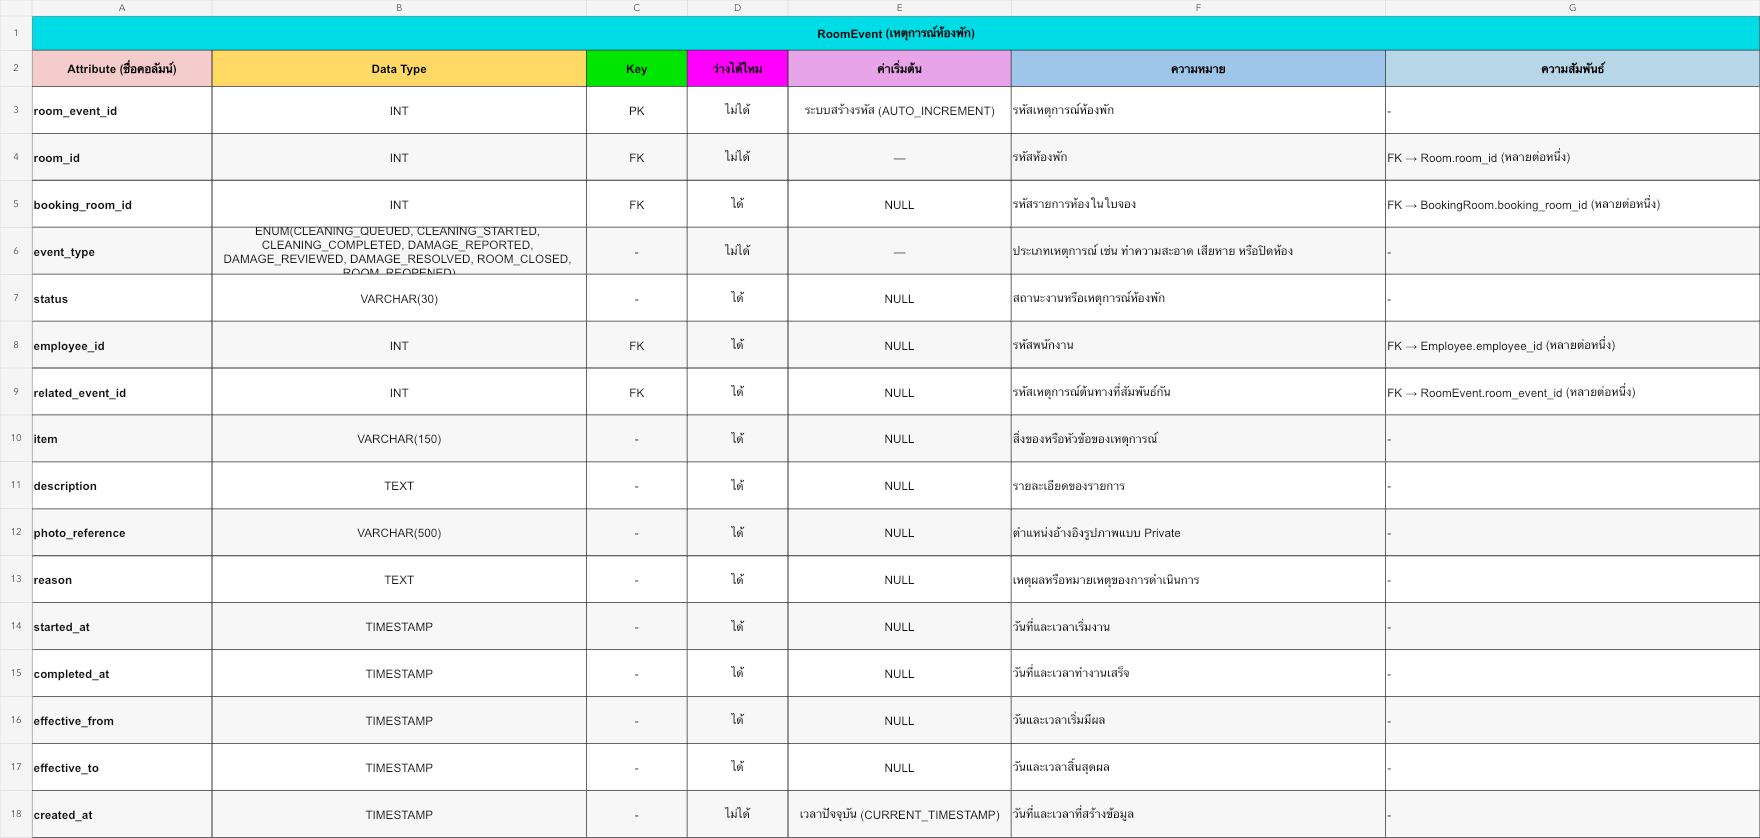 A B C D E F G
1 RoomEvent (เหตุการณ์ห้องพัก)
2 Attribute (ชื่อคอลัมน์) Data Type Key ว่างได้ไหม ค่าเริ่มต้น ความหมาย ความสัมพันธ์
3 room_event_id INT PK ไม่ได้ ระบบสร้างรหัส (AUTO_INCREMENT) รหัสเหตุการณ์ห้องพัก -
4 room_id INT FK ไม่ได้ — รหัสห้องพัก FK → Room.room_id (หลายต่อหนึ่ง)
5 booking_room_id INT FK ได้ NULL รหัสรายการห้องในใบจอง FK → BookingRoom.booking_room_id (หลายต่อหนึ่ง)
ENUM(CLEANING_QUEUED, CLEANING_STARTED,
CLEANING_COMPLETED, DAMAGE_REPORTED,
6 event_type - ไม่ได้ — ประเภทเหตุการณ์ เช่น ทำความสะอาด เสียหาย หรือปิดห้อง -
DAMAGE_REVIEWED, DAMAGE_RESOLVED, ROOM_CLOSED,
ROOM_REOPENED)
7 status VARCHAR(30) - ได้ NULL สถานะงานหรือเหตุการณ์ห้องพัก -
8 employee_id INT FK ได้ NULL รหัสพนักงาน FK → Employee.employee_id (หลายต่อหนึ่ง)
9 related_event_id INT FK ได้ NULL รหัสเหตุการณ์ต้นทางที่สัมพันธ์กัน FK → RoomEvent.room_event_id (หลายต่อหนึ่ง)
10 item VARCHAR(150) - ได้ NULL สิ่งของหรือหัวข้อของเหตุการณ์ -
11 description TEXT - ได้ NULL รายละเอียดของรายการ -
12 photo_reference VARCHAR(500) - ได้ NULL ตำแหน่งอ้างอิงรูปภาพแบบ Private -
13 reason TEXT - ได้ NULL เหตุผลหรือหมายเหตุของการดำเนินการ -
14 started_at TIMESTAMP - ได้ NULL วันที่และเวลาเริ่มงาน -
15 completed_at TIMESTAMP - ได้ NULL วันที่และเวลาทำงานเสร็จ -
16 effective_from TIMESTAMP - ได้ NULL วันและเวลาเริ่มมีผล -
17 effective_to TIMESTAMP - ได้ NULL วันและเวลาสิ้นสุดผล -
18 created_at TIMESTAMP - ไม่ได้ เวลาปัจจุบัน (CURRENT_TIMESTAMP) วันที่และเวลาที่สร้างข้อมูล -